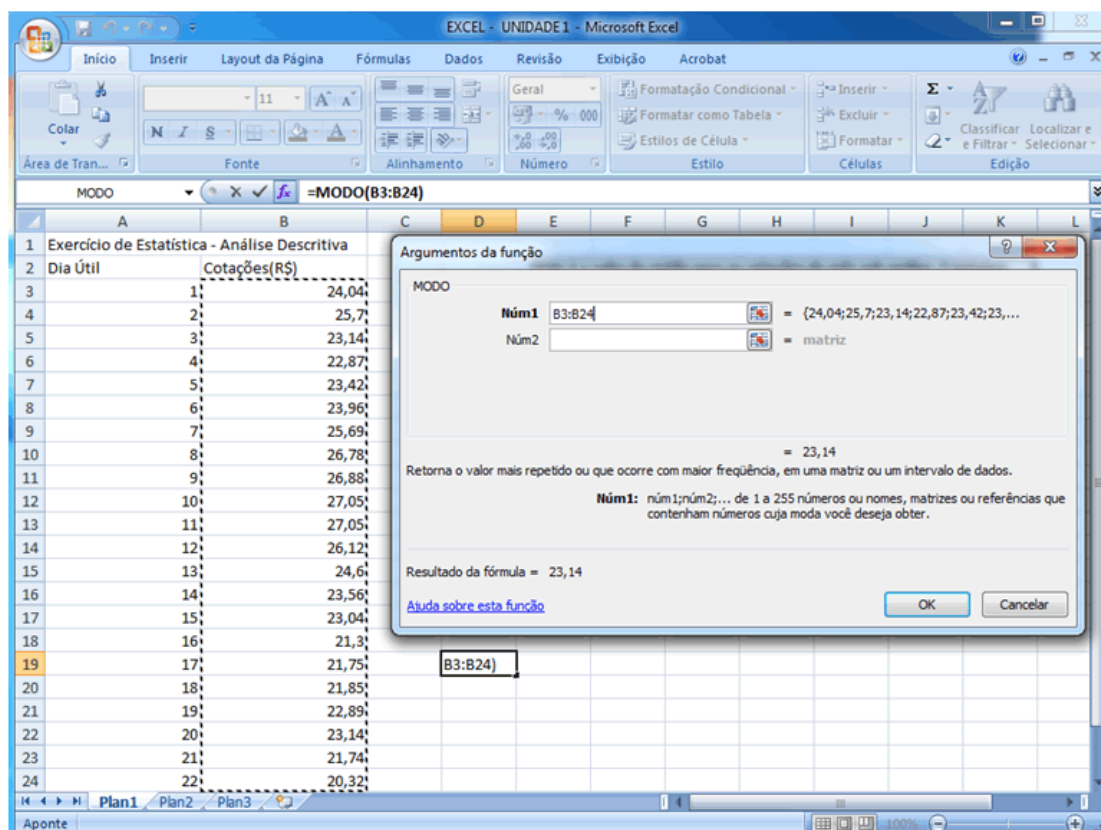 EXCEL - UNIDADE 1 - Microsoft Excel
Início Inserir Layout da Página Fórmulas Dados Revisão Exibição Acrobat
Colar
11
N I S
Geral
% 000
Formatação Condicional
Formatar como Tabela
Estilos de Célula
Inserir
Excluir
Formatar
Σ
Classificar e Filtrar
Localizar e Selecionar
Área de Tran... Fonte Alinhamento Número Estilo Células Edição
MODO fx =MODO(B3:B24)
A B C D E F G H I J K L
1 Exercício de Estatística - Análise Descritiva
2 Dia Útil Cotações(R$)
3 1 24,04
4 2 25,7
5 3 23,14
6 4 22,87
7 5 23,42
8 6 23,96
9 7 25,69
10 8 26,78
11 9 26,88
12 10 27,05
13 11 27,05
14 12 26,12
15 13 24,6
16 14 23,56
17 15 23,04
18 16 21,3
19 17 21,75 B3:B24)
20 18 21,85
21 19 22,89
22 20 23,14
23 21 21,74
24 22 20,32
Argumentos da função
MODO
Núm1 B3:B24 = {24,04;25,7;23,14;22,87;23,42;23,...
Núm2 = matriz
= 23,14
Retorna o valor mais repetido ou que ocorre com maior freqüência, em uma matriz ou um intervalo de dados.
Núm1: núm1;núm2;... de 1 a 255 números ou nomes, matrizes ou referências que
contenham números cuja moda você deseja obter.
Resultado da fórmula = 23,14
Ajuda sobre esta função
OK Cancelar
Plan1 Plan2 Plan3
Aponte 100%